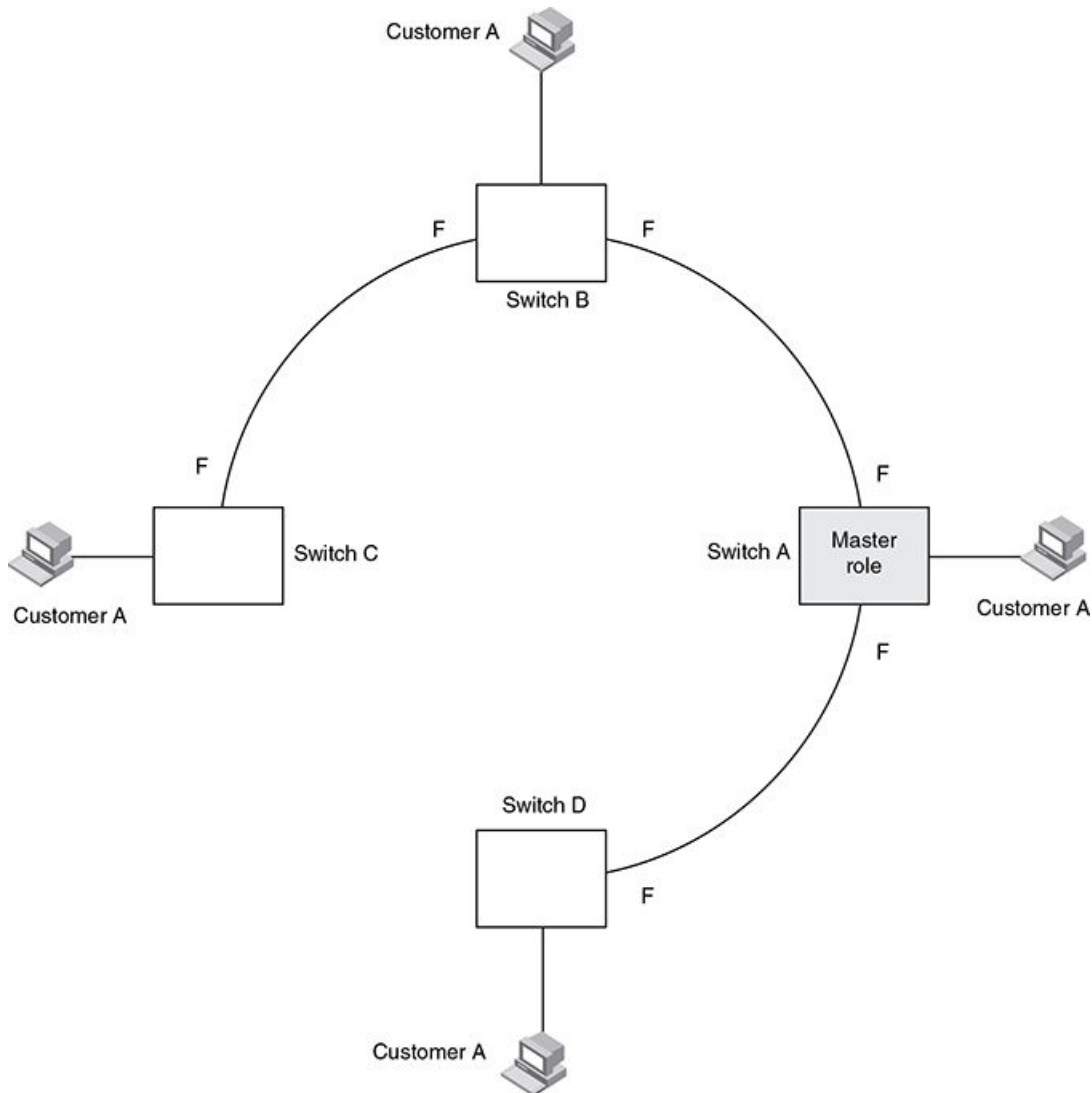 Customer A
F
F
Switch B
F
F
Switch C
Switch A
Master
role
Customer A
Customer A
F
Switch D
F
Customer A